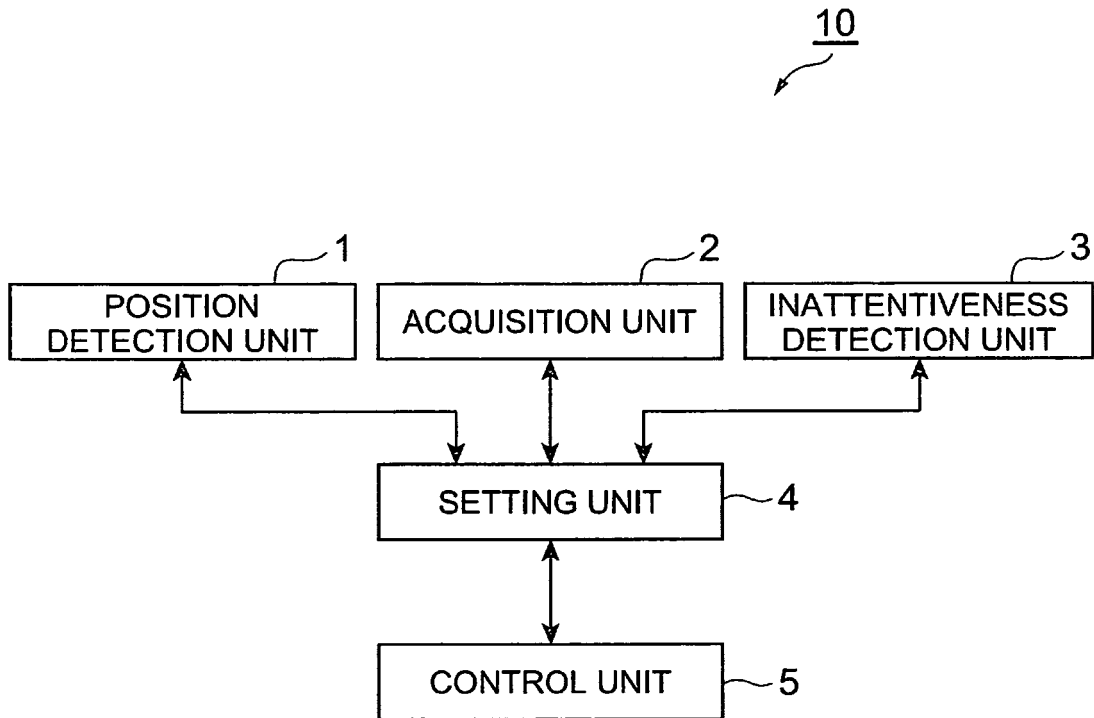 10
1
2
3
POSITION
DETECTION UNIT
ACQUISITION UNIT
INATTENTIVENESS
DETECTION UNIT
SETTING UNIT
4
CONTROL UNIT
5